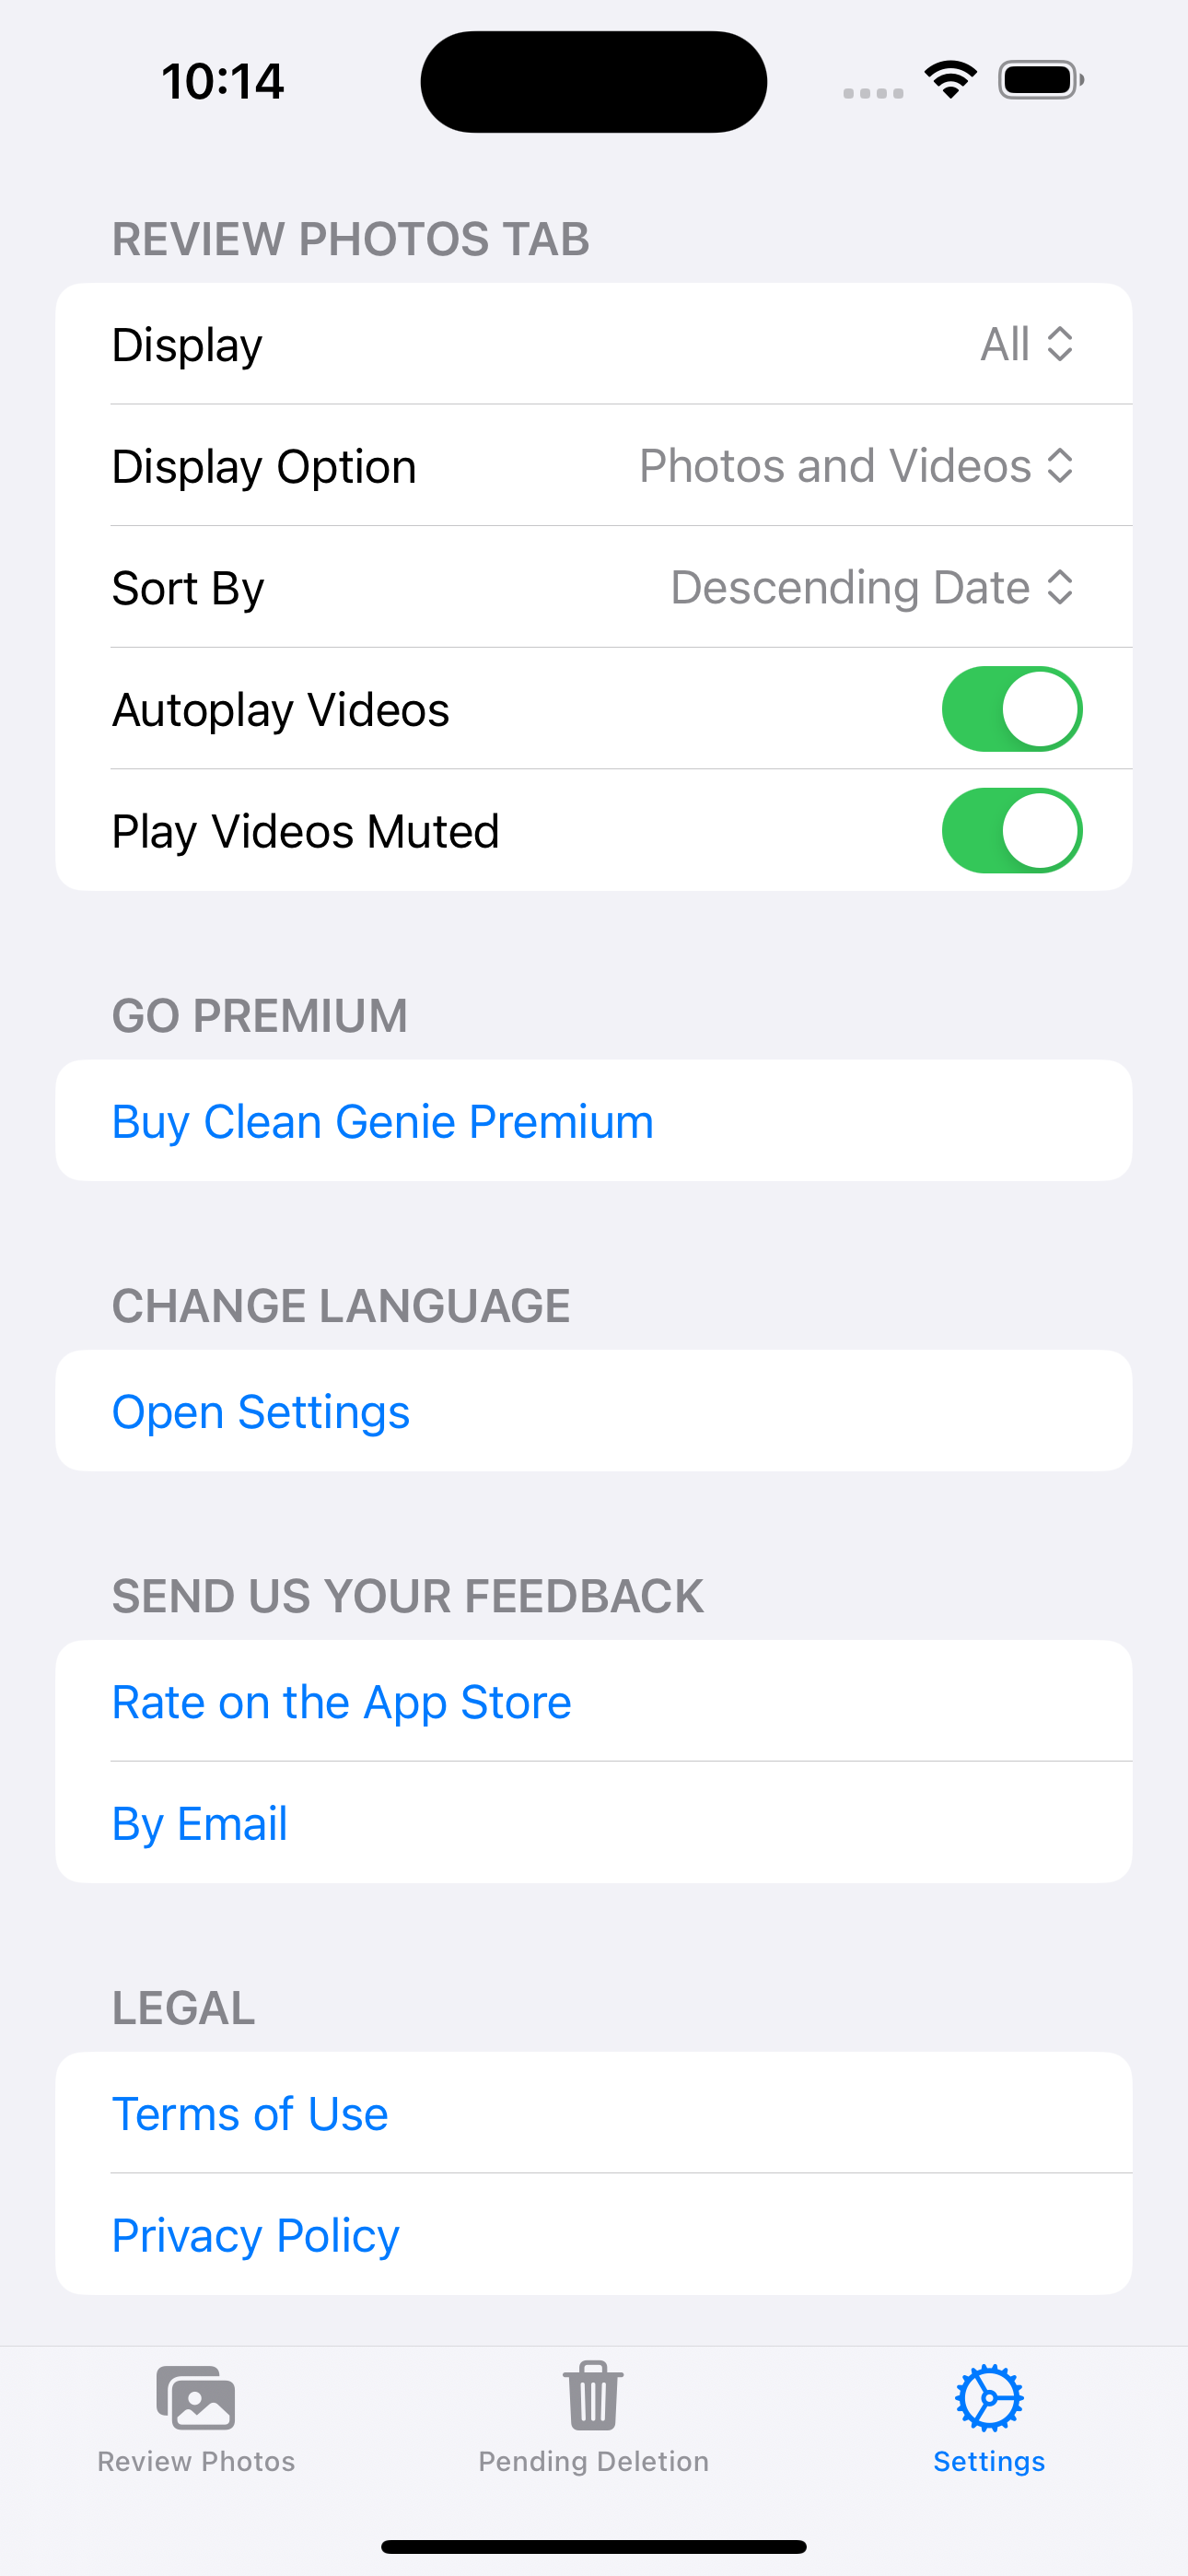 10:14
REVIEW PHOTOS TAB
Display All
Display Option Photos and Videos
Sort By Descending Date
Autoplay Videos
Play Videos Muted
GO PREMIUM
Buy Clean Genie Premium
CHANGE LANGUAGE
Open Settings
SEND US YOUR FEEDBACK
Rate on the App Store
By Email
LEGAL
Terms of Use
Privacy Policy
Review Photos Pending Deletion Settings